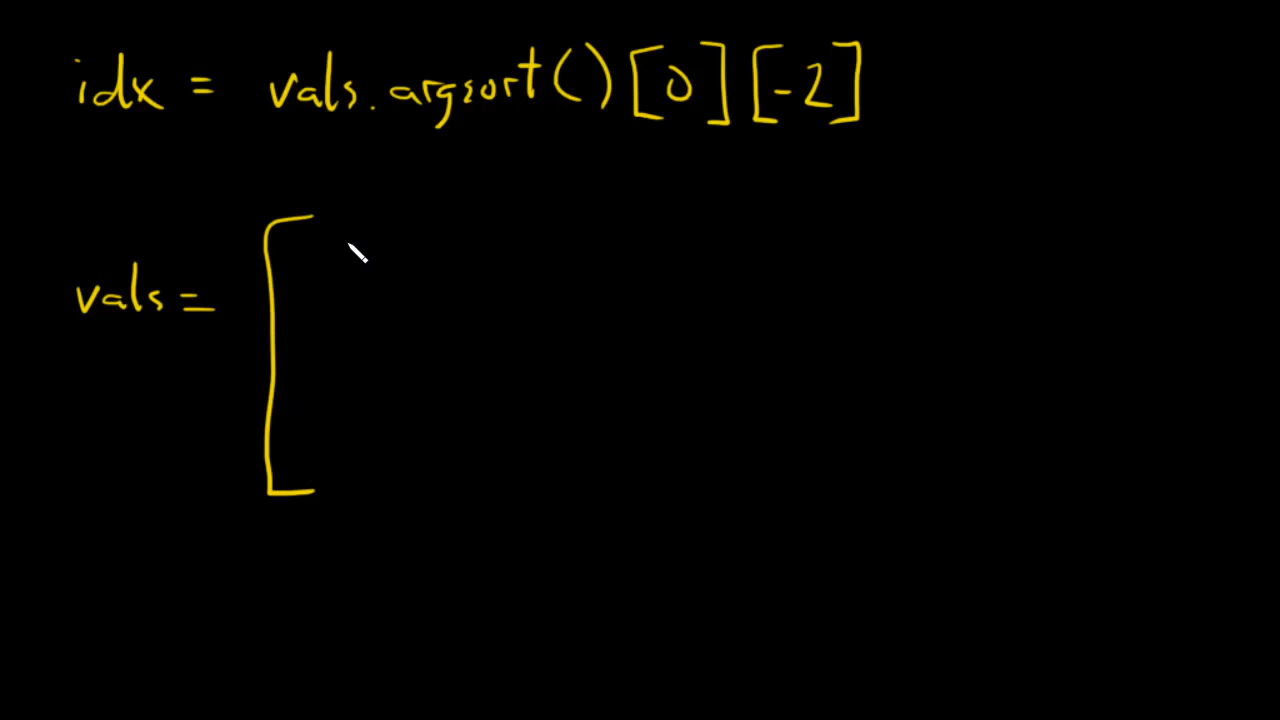 idx = vals.argsort()[0][-2]
vals = [